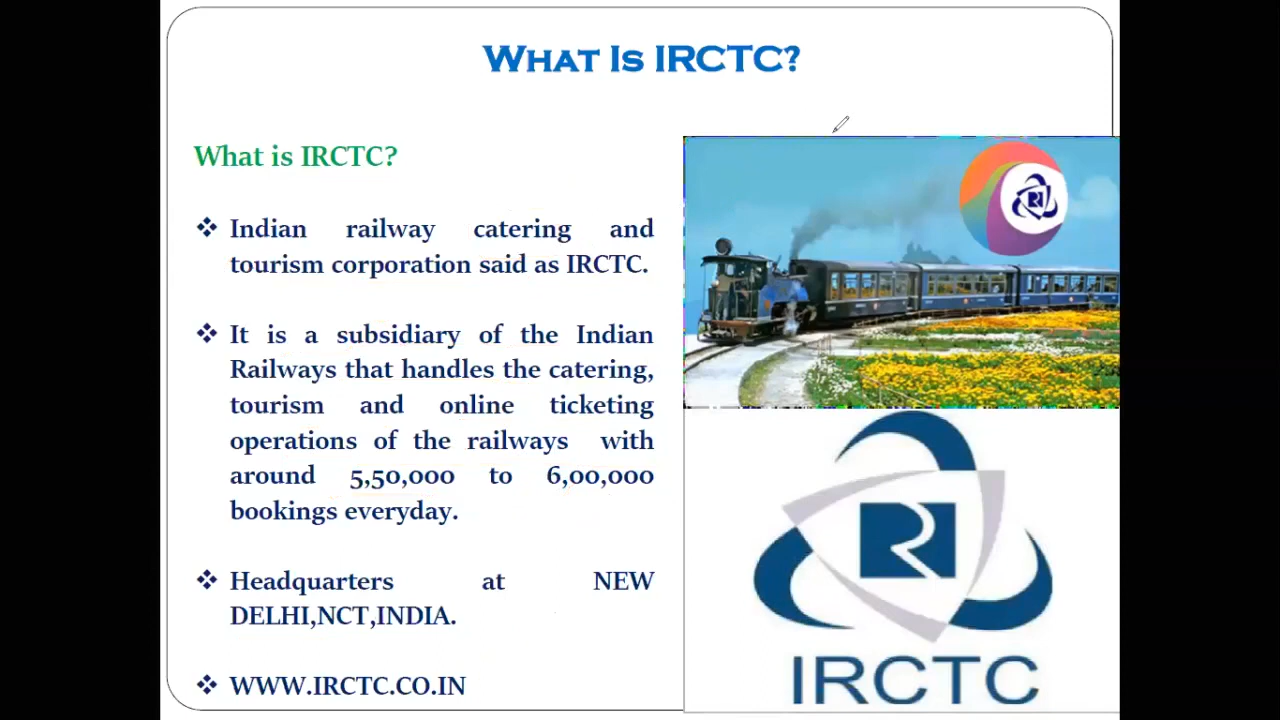 WHAT IS IRCTC?
What is IRCTC?
❖ Indian railway catering and
tourism corporation said as IRCTC.
❖ It is a subsidiary of the Indian
Railways that handles the catering,
tourism and online ticketing
operations of the railways with
around 5,50,000 to 6,00,000
bookings everyday.
❖ Headquarters at NEW
DELHI,NCT,INDIA.
❖ WWW.IRCTC.CO.IN
IRCTC